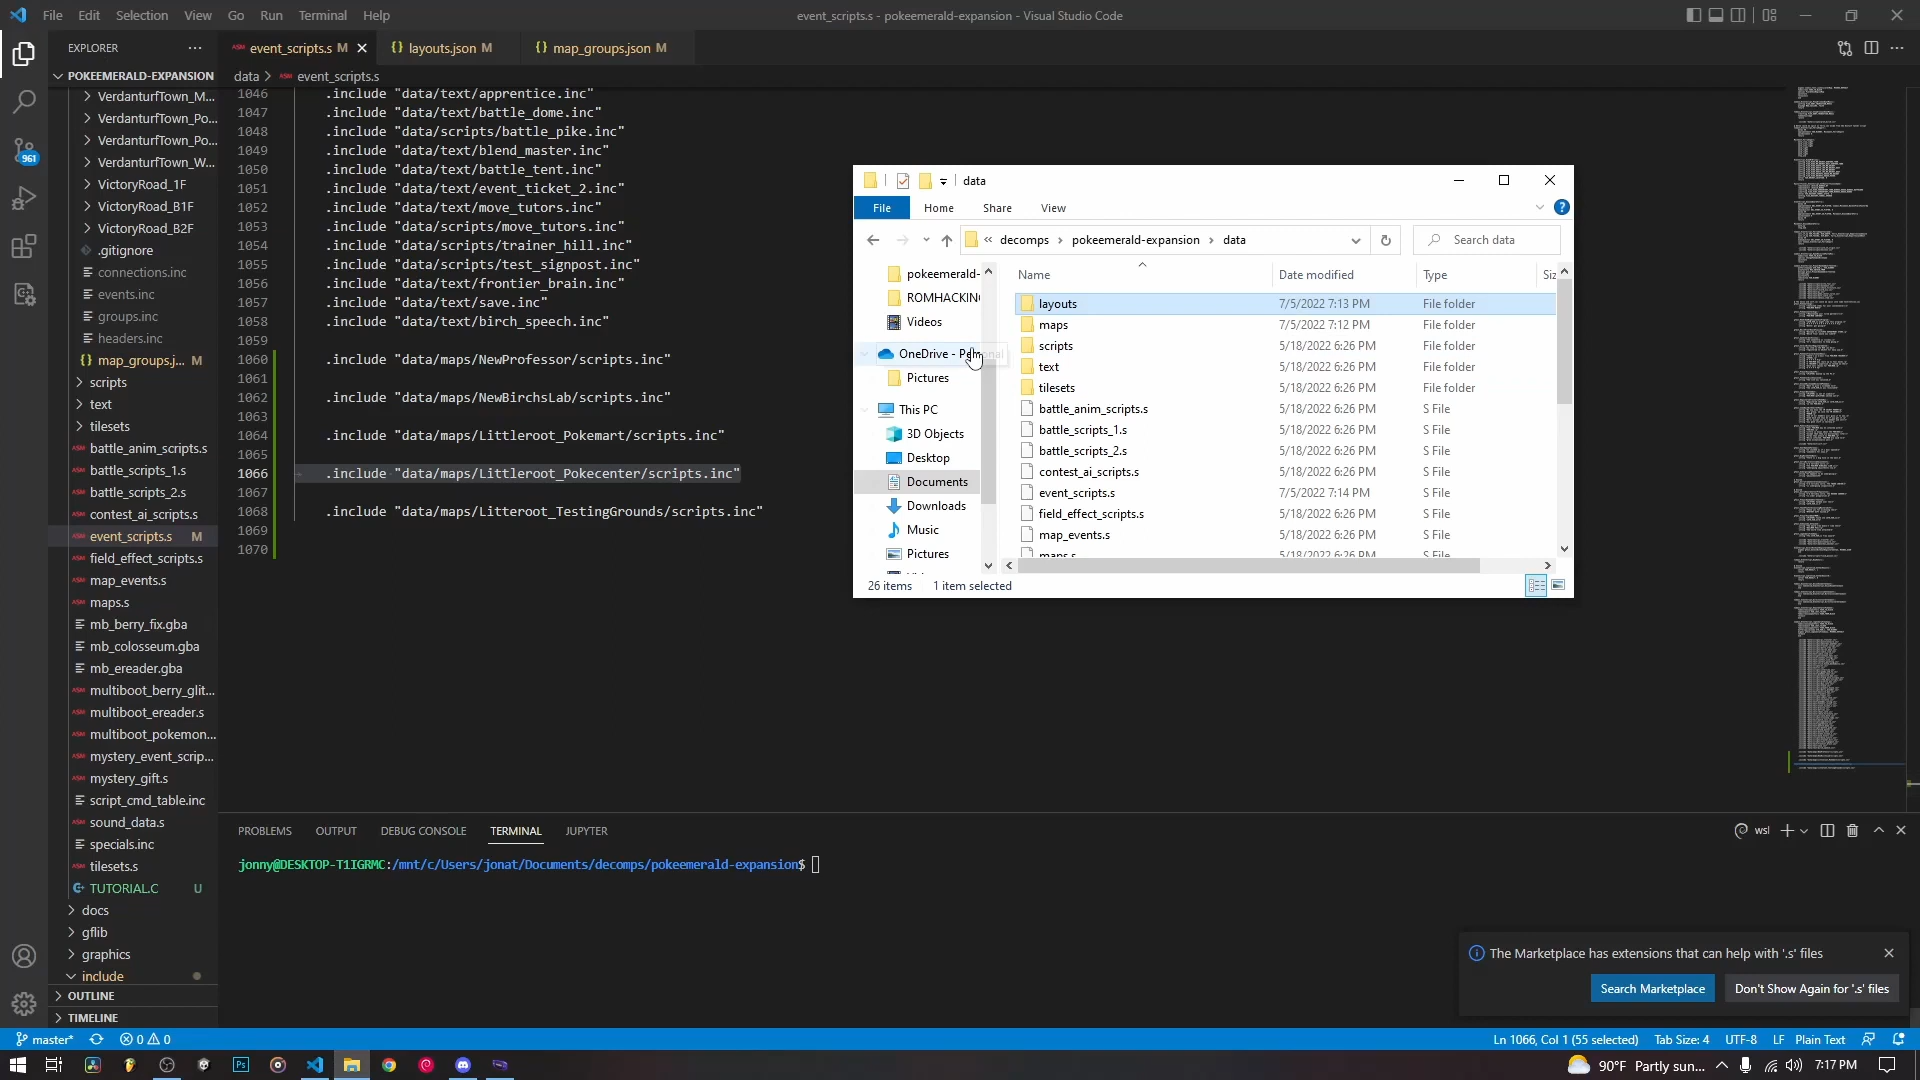 File Edit Selection View Go Run Terminal Help
event_scripts.s - pokeemerald-expansion - Visual Studio Code
EXPLORER
event_scripts.s M
layouts.json M
map_groups.json M
POKEEMERALD-EXPANSION
data > event_scripts.s
VerdanturfTown_M...
VerdanturfTown_Po...
VerdanturfTown_Po...
VerdanturfTown_W...
VictoryRoad_1F
VictoryRoad_B1F
VictoryRoad_B2F
.gitignore
connections.inc
events.inc
groups.inc
headers.inc
map_groups.j... M
scripts
text
tilesets
battle_anim_scripts.s
battle_scripts_1.s
battle_scripts_2.s
contest_ai_scripts.s
event_scripts.s M
field_effect_scripts.s
map_events.s
maps.s
mb_berry_fix.gba
mb_colosseum.gba
mb_ereader.gba
multiboot_berry_glit...
multiboot_ereader.s
multiboot_pokemon...
mystery_event_scrip...
mystery_gift.s
script_cmd_table.inc
sound_data.s
specials.inc
tilesets.s
TUTORIAL.C U
docs
gflib
graphics
include
OUTLINE
TIMELINE
961
1046 .include "data/text/apprentice.inc"
1047 .include "data/text/battle_dome.inc"
1048 .include "data/scripts/battle_pike.inc"
1049 .include "data/text/blend_master.inc"
1050 .include "data/text/battle_tent.inc"
1051 .include "data/text/event_ticket_2.inc"
1052 .include "data/text/move_tutors.inc"
1053 .include "data/scripts/move_tutors.inc"
1054 .include "data/scripts/trainer_hill.inc"
1055 .include "data/scripts/test_signpost.inc"
1056 .include "data/text/frontier_brain.inc"
1057 .include "data/text/save.inc"
1058 .include "data/text/birch_speech.inc"
1059
1060 .include "data/maps/NewProfessor/scripts.inc"
1061
1062 .include "data/maps/NewBirchsLab/scripts.inc"
1063
1064 .include "data/maps/Littleroot_Pokemart/scripts.inc"
1065
1066 .include "data/maps/Littleroot_Pokecenter/scripts.inc"
1067
1068 .include "data/maps/Litteroot_TestingGrounds/scripts.inc"
1069
1070
data
File Home Share View
« decomps > pokeemerald-expansion > data
Search data
pokeemerald-
ROMHACKIN
Videos
OneDrive - Personal
Pictures
This PC
3D Objects
Desktop
Documents
Downloads
Music
Pictures
Name Date modified Type Siz
layouts 7/5/2022 7:13 PM File folder
maps 7/5/2022 7:12 PM File folder
scripts 5/18/2022 6:26 PM File folder
text 5/18/2022 6:26 PM File folder
tilesets 5/18/2022 6:26 PM File folder
battle_anim_scripts.s 5/18/2022 6:26 PM S File
battle_scripts_1.s 5/18/2022 6:26 PM S File
battle_scripts_2.s 5/18/2022 6:26 PM S File
contest_ai_scripts.s 5/18/2022 6:26 PM S File
event_scripts.s 7/5/2022 7:14 PM S File
field_effect_scripts.s 5/18/2022 6:26 PM S File
map_events.s 5/18/2022 6:26 PM S File
maps.s 5/18/2022 6:26 PM S File
26 items 1 item selected
PROBLEMS OUTPUT DEBUG CONSOLE TERMINAL JUPYTER
wsl
jonny@DESKTOP-T1IGRMC:/mnt/c/Users/jonat/Documents/decomps/pokeemerald-expansion$
The Marketplace has extensions that can help with '.s' files
Search Marketplace
Don't Show Again for '.s' files
master* 0 0
Ln 1066, Col 1 (55 selected) Tab Size: 4 UTF-8 LF Plain Text
Ps
90°F Partly sun... 7:17 PM